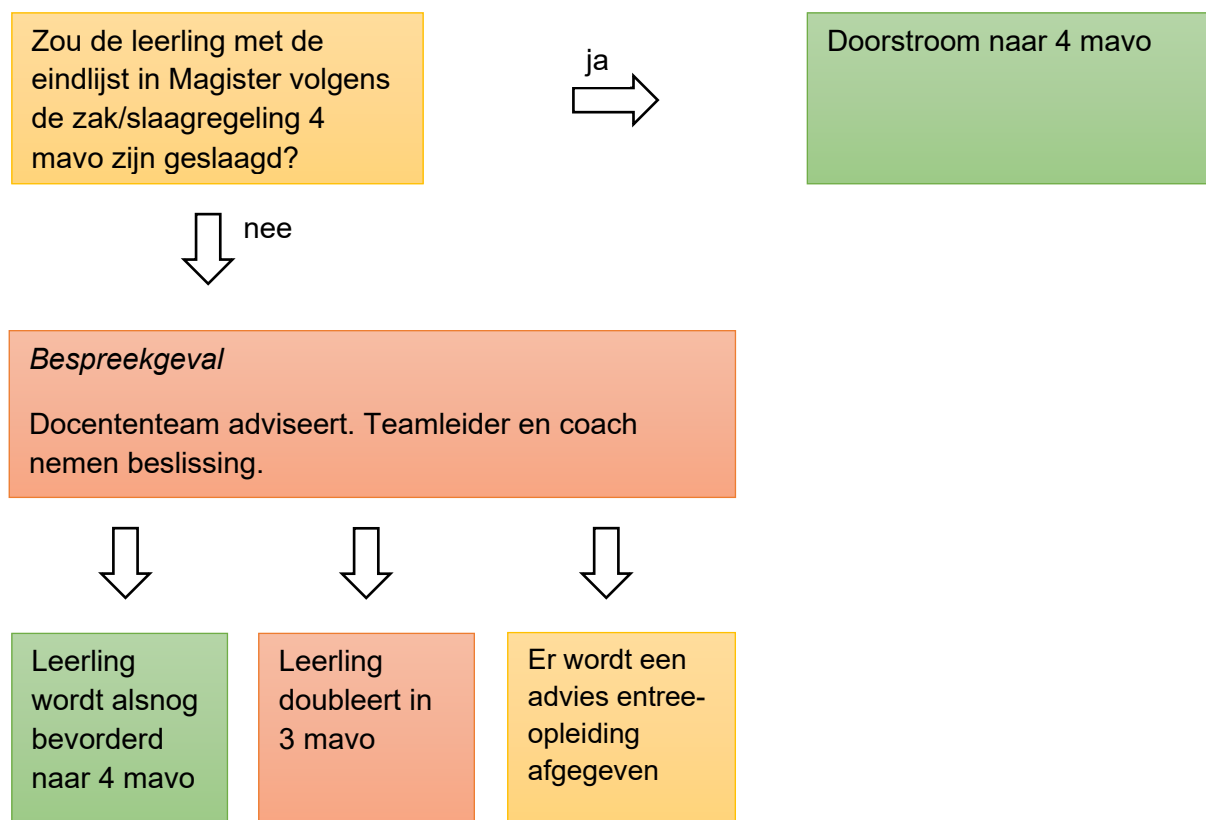 Zou de leerling met de
eindlijst in Magister volgens
de zak/slaagregeling 4
mavo zijn geslaagd?
ja
Doorstroom naar 4 mavo
nee
Bespreekgeval
Docententeam adviseert. Teamleider en coach
nemen beslissing.
Leerling
wordt alsnog
bevorderd
naar 4 mavo
Leerling
doubleert in
3 mavo
Er wordt een
advies entree-
opleiding
afgegeven